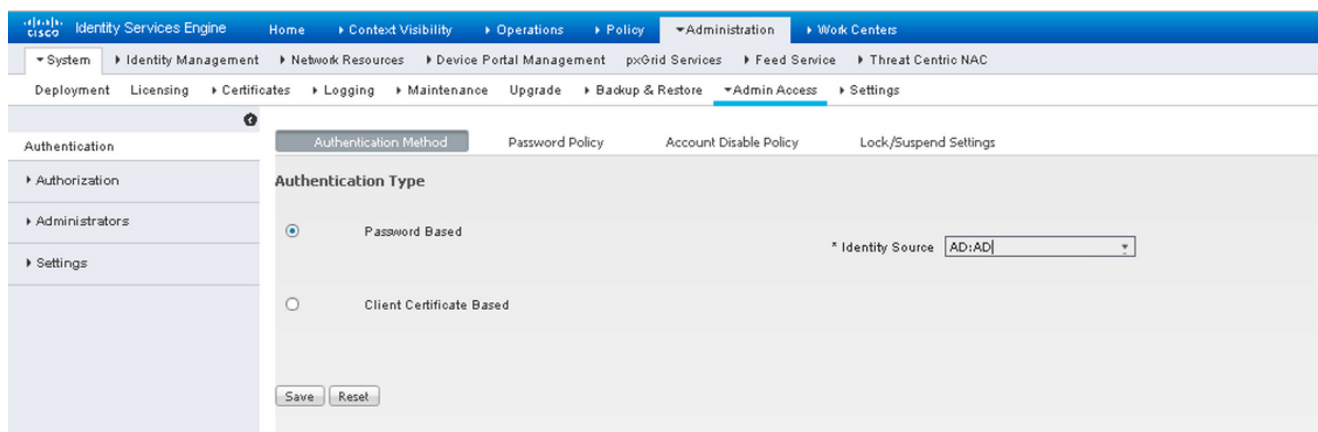 cisco Identity Services Engine Home Context Visibility Operations Policy Administration Work Centers
System Identity Management Network Resources Device Portal Management pxGrid Services Feed Service Threat Centric NAC
Deployment Licensing Certificates Logging Maintenance Upgrade Backup & Restore Admin Access Settings
Authentication
Authorization
Administrators
Settings
Authentication Method Password Policy Account Disable Policy Lock/Suspend Settings
Authentication Type
Password Based
* Identity Source AD:AD
Client Certificate Based
Save Reset